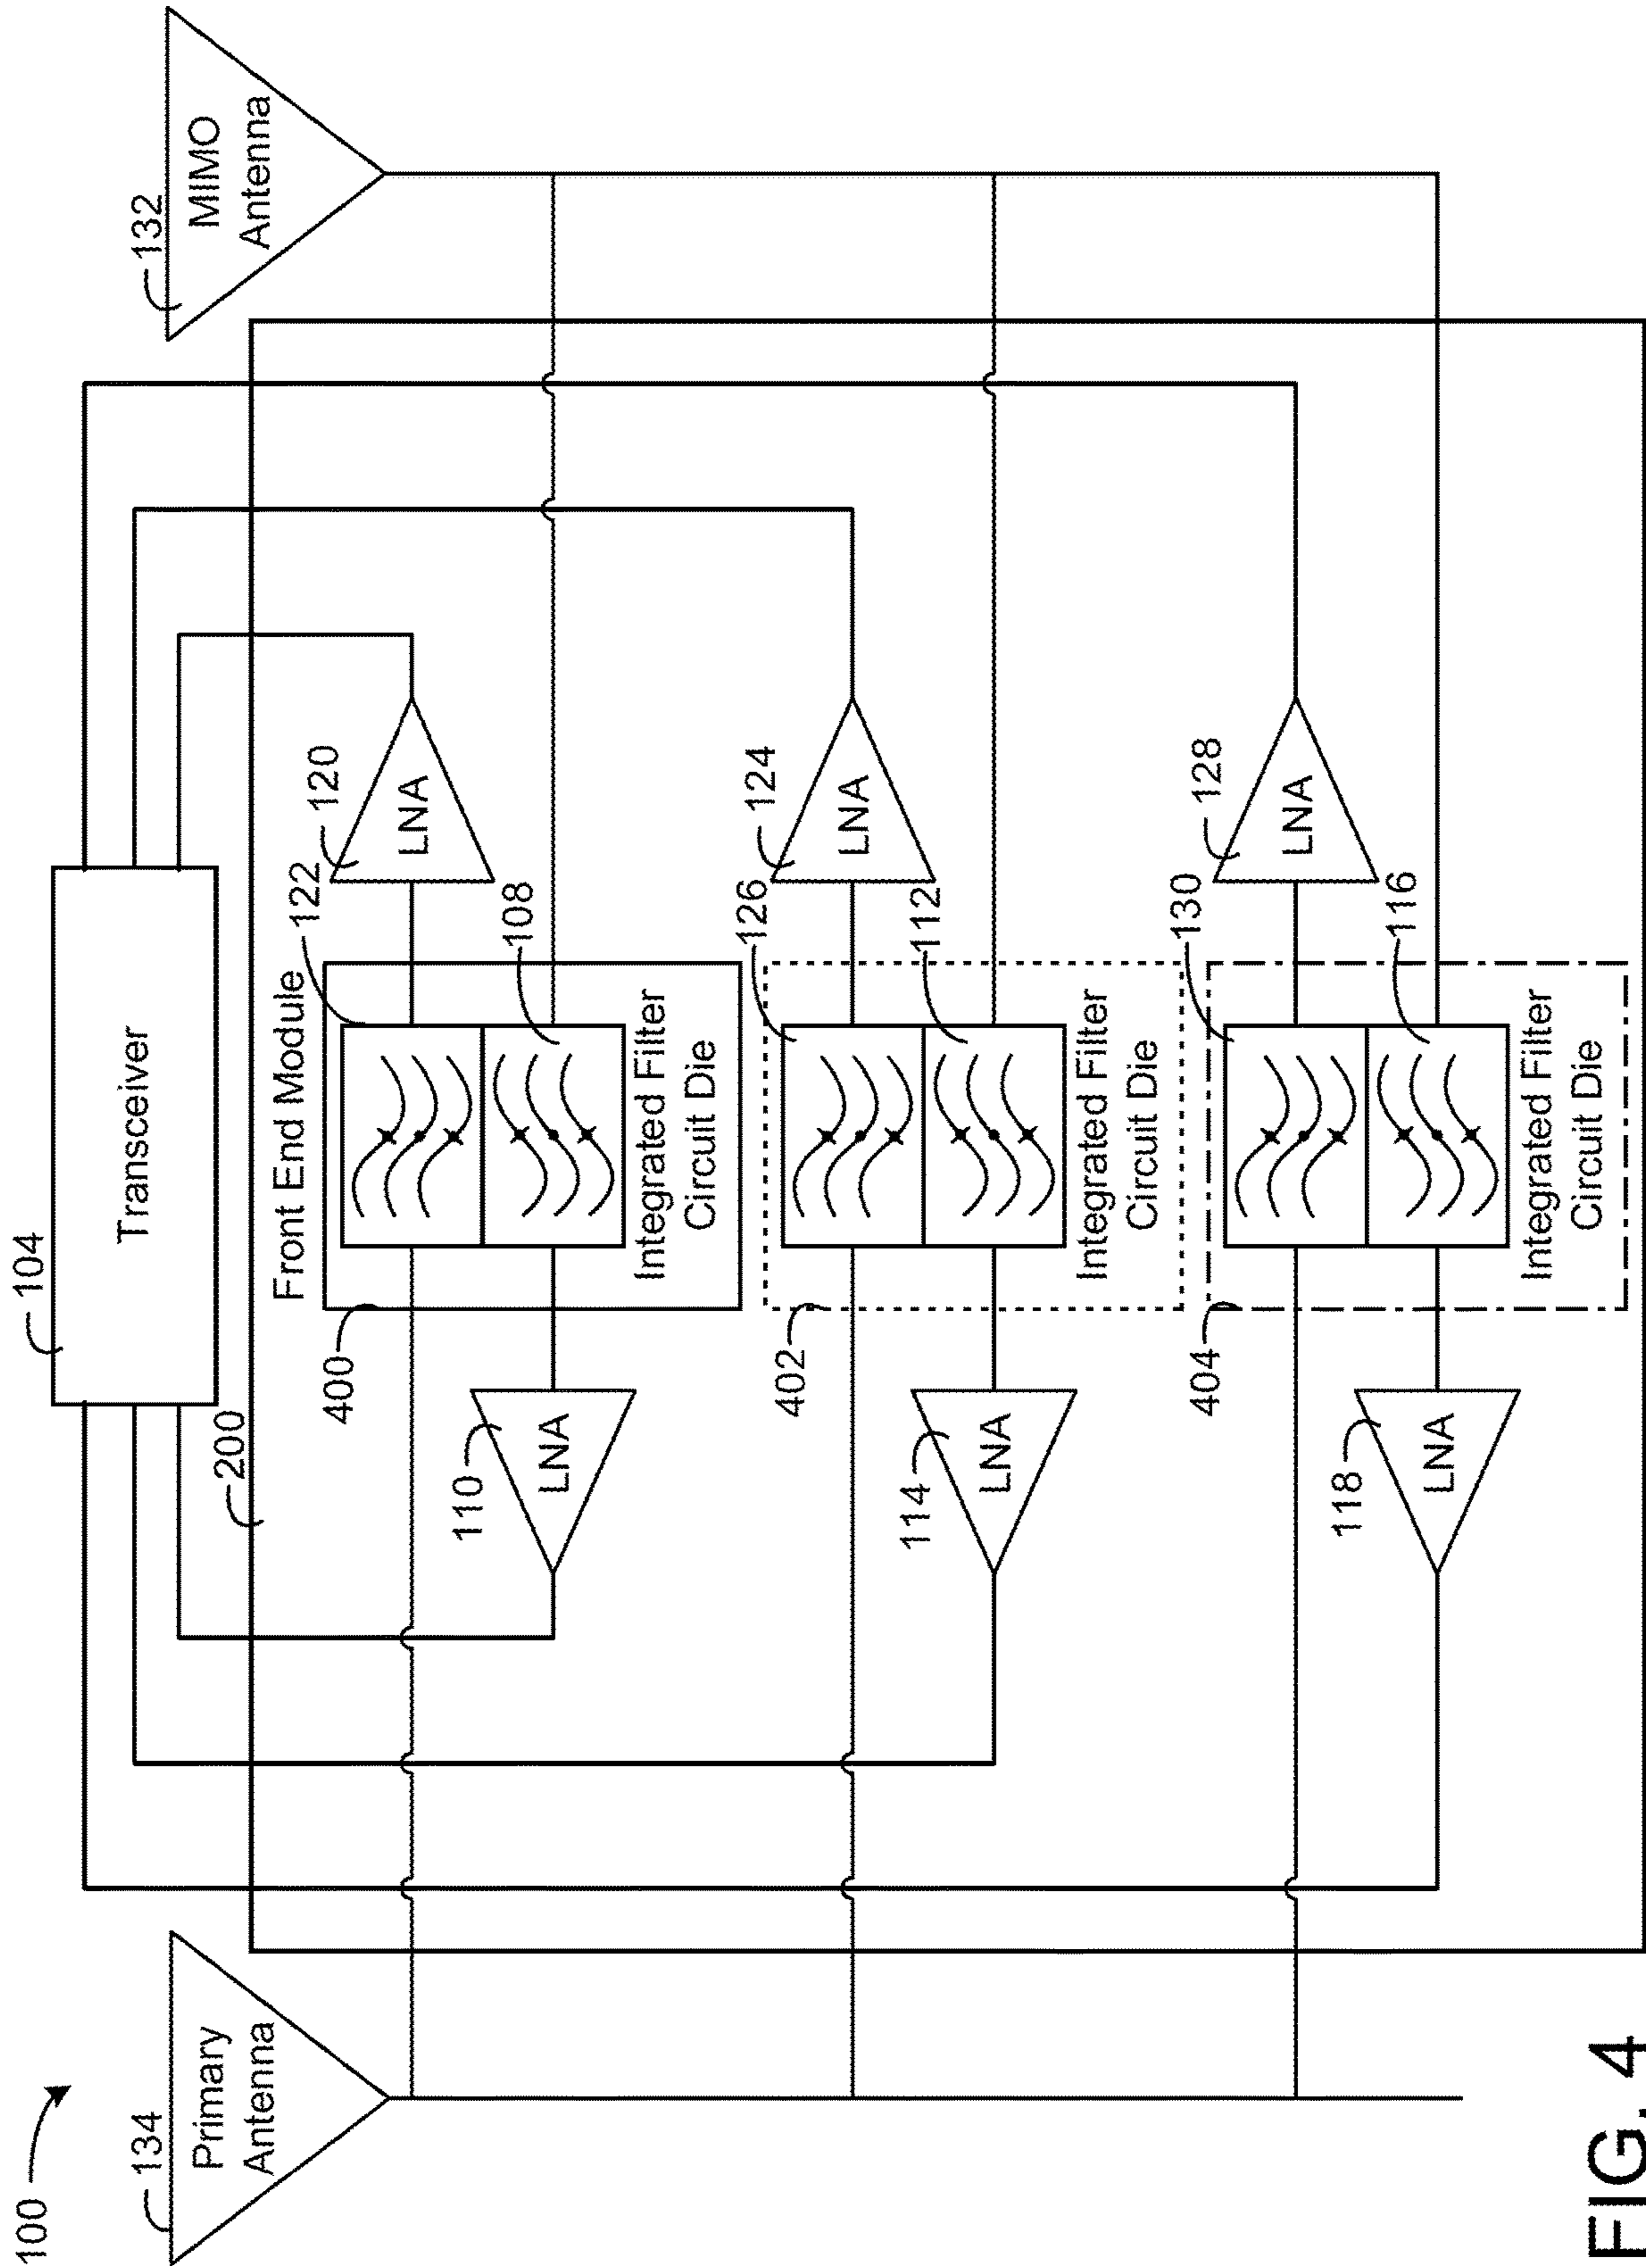 100
134
Primary
Antenna
104
Transceiver
132
MIMO
Antenna
200
Front End Module
122
120
LNA
400
110
LNA
108
Integrated Filter
Circuit Die
126
124
LNA
402
114
LNA
112
Integrated Filter
Circuit Die
130
128
LNA
404
118
LNA
116
Integrated Filter
Circuit Die
FIG. 4